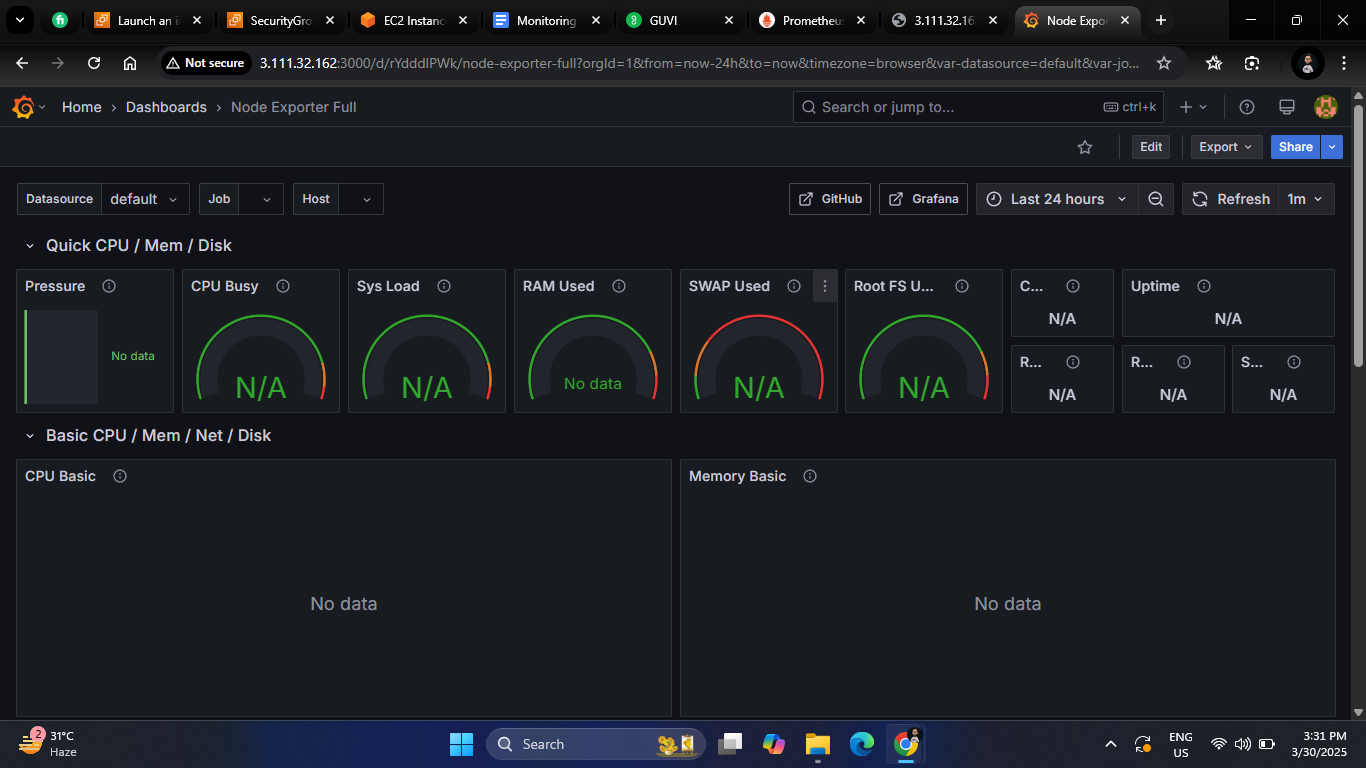 Launch an i
SecurityGro
EC2 Instanc
Monitoring
GUVI
Prometheus
3.111.32.16
Node Expor
Not secure
3.111.32.162:3000/d/rYdddlPWk/node-exporter-full?orgId=1&from=now-24h&to=now&timezone=browser&var-datasource=default&var-jo...
Home › Dashboards › Node Exporter Full
Search or jump to...
ctrl+k
Edit
Export
Share
Datasource
default
Job
Host
GitHub
Grafana
Last 24 hours
Refresh
1m
Quick CPU / Mem / Disk
Pressure
CPU Busy
Sys Load
RAM Used
SWAP Used
Root FS U...
C...
Uptime
No data
N/A
N/A
No data
N/A
N/A
N/A
N/A
R...
R...
S...
N/A
N/A
N/A
Basic CPU / Mem / Net / Disk
CPU Basic
Memory Basic
No data
No data
2
31°C
Haze
Search
ENG
US
3:31 PM
3/30/2025